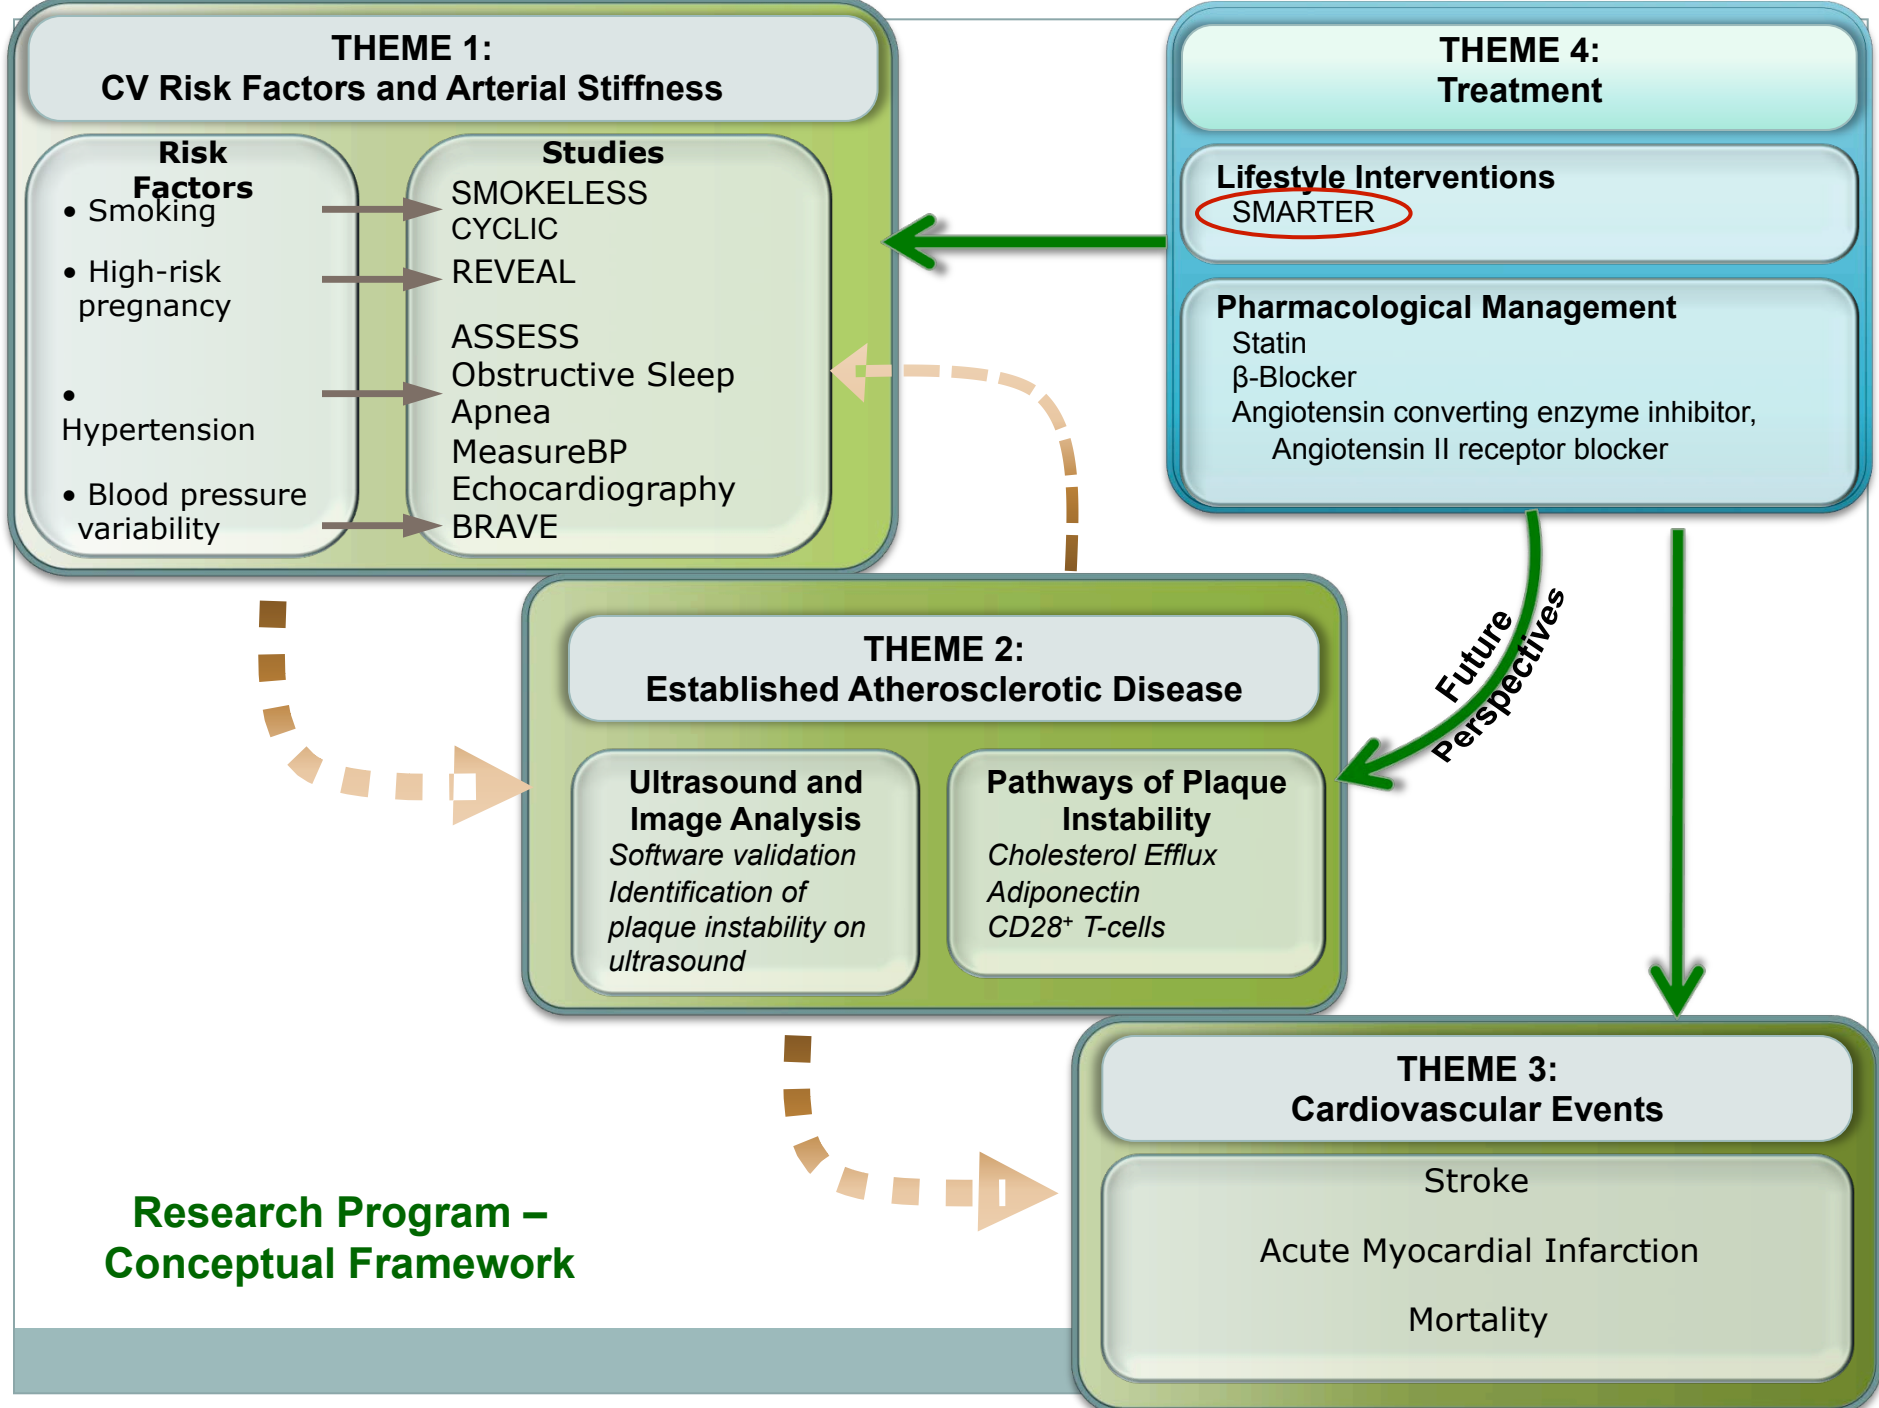 THEME 1:
CV Risk Factors and Arterial Stiffness
Risk
Factors
• Smoking
• High-risk
pregnancy
•
Hypertension
• Blood pressure
variability
Studies
SMOKELESS
CYCLIC
REVEAL
ASSESS
Obstructive Sleep
Apnea
MeasureBP
Echocardiography
BRAVE
THEME 4:
Treatment
Lifestyle Interventions
SMARTER
Pharmacological Management
Statin
β-Blocker
Angiotensin converting enzyme inhibitor,
Angiotensin II receptor blocker
Future
Perspectives
THEME 2:
Established Atherosclerotic Disease
Ultrasound and
Image Analysis
Software validation
Identification of
plaque instability on
ultrasound
Pathways of Plaque
Instability
Cholesterol Efflux
Adiponectin
CD28⁺ T-cells
THEME 3:
Cardiovascular Events
Stroke
Acute Myocardial Infarction
Mortality
Research Program –
Conceptual Framework